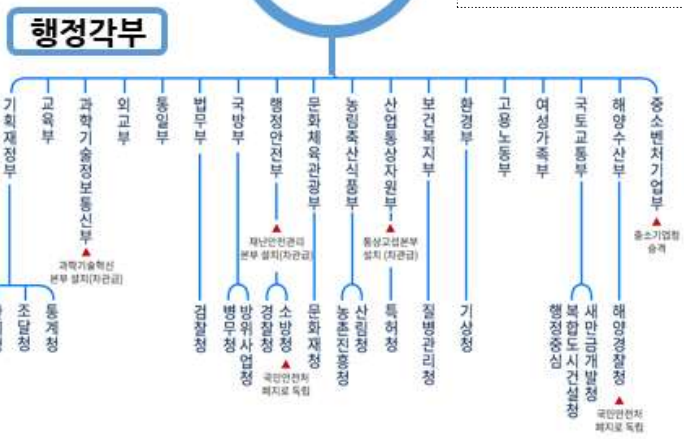 행정각부
기획재정부
교육부
과학기술정보통신부
외교부
통일부
법무부
국방부
행정안전부
문화체육관광부
농림축산식품부
산업통상자원부
보건복지부
환경부
고용노동부
여성가족부
국토교통부
해양수산부
중소벤처기업부
과학기술혁신
본부 설치(차관급)
재난안전관리
본부 설치(차관급)
통상교섭본부
설치 (차관급)
중소기업청
승격
조달청
통계청
검찰청
병무청
방위사업청
경찰청
소방청
문화재청
농촌진흥청
산림청
특허청
질병관리청
기상청
행정중심
복합도시건설청
새만금개발청
해양경찰청
국민안전처
폐지로 독립
국민안전처
폐지로 독립